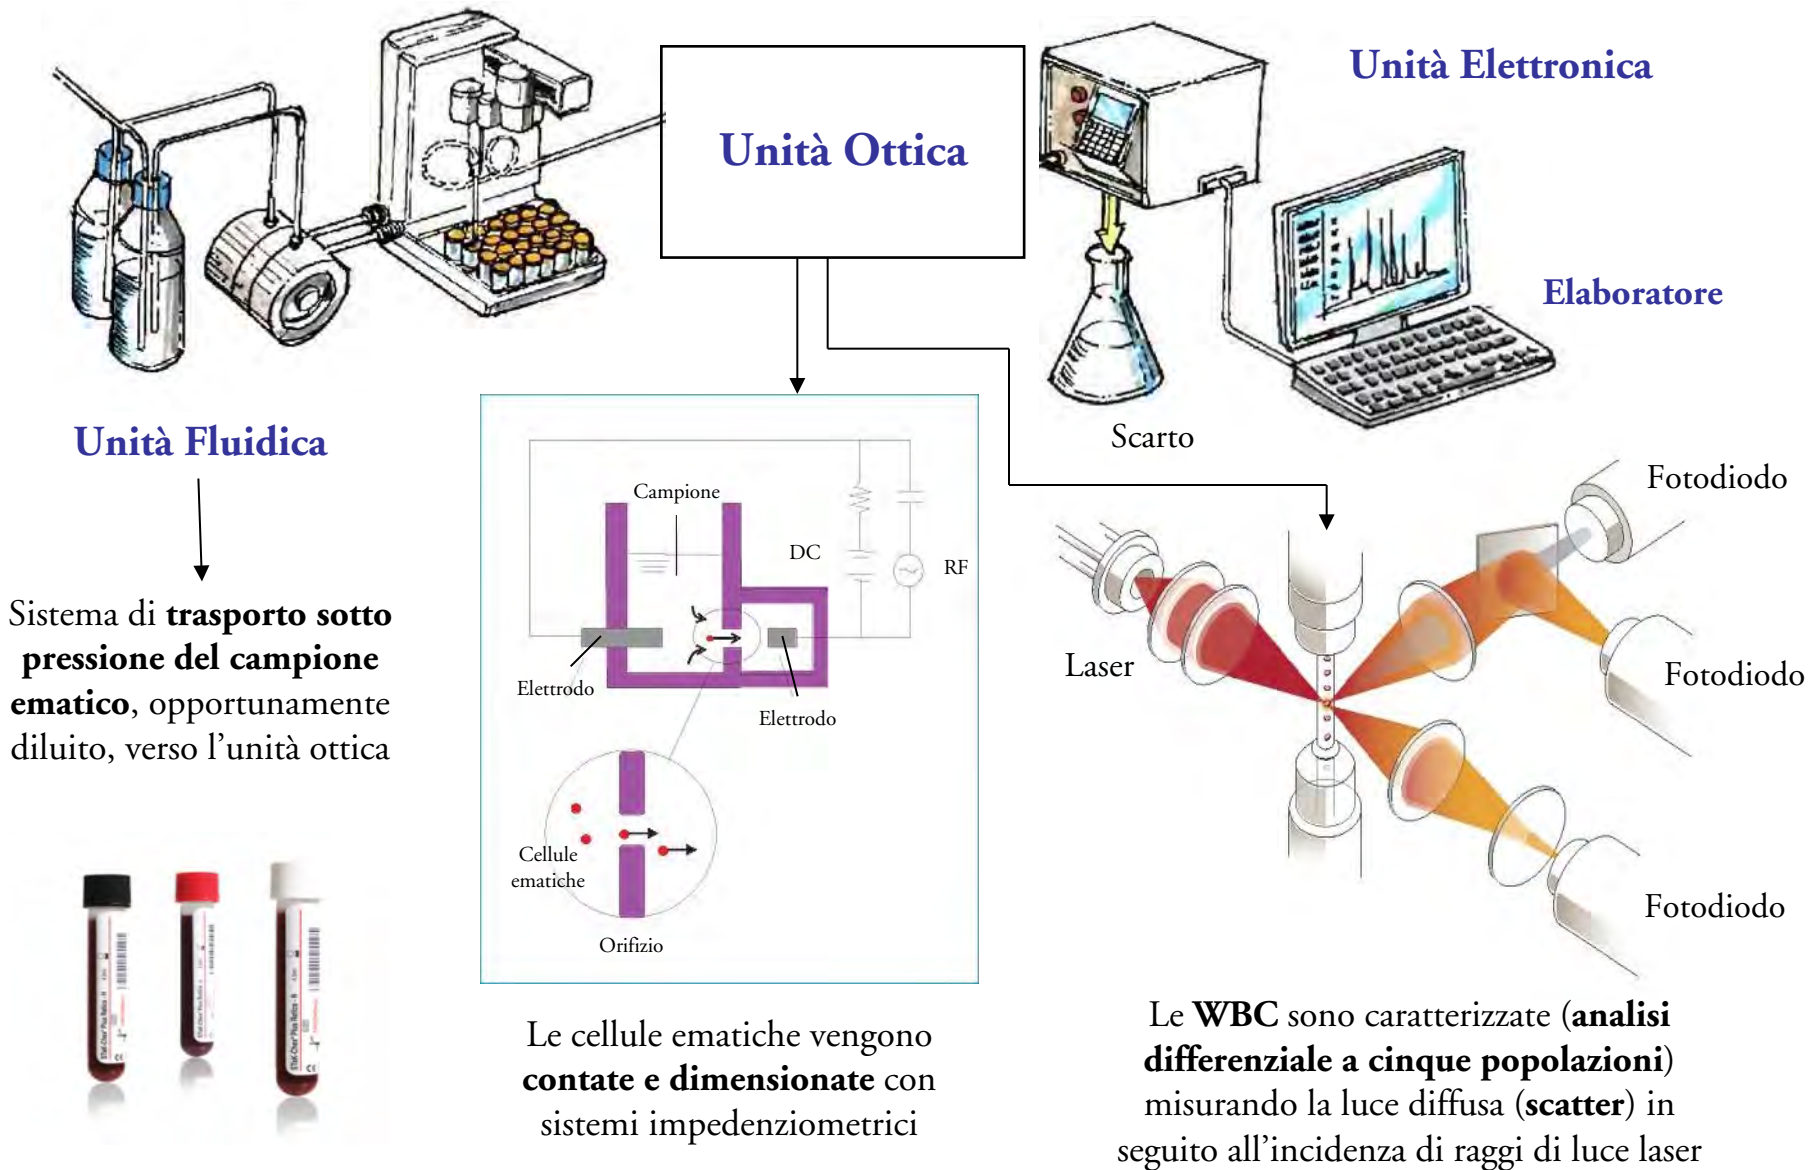 Unità Ottica
Unità Elettronica
Elaboratore
Scarto
Unità Fluidica
Sistema di trasporto sotto
pressione del campione
ematico, opportunamente
diluito, verso l'unità ottica
Campione
DC
RF
Elettrodo
Elettrodo
Cellule
ematiche
Orifizio
Le cellule ematiche vengono
contate e dimensionate con
sistemi impedenziometrici
Laser
Fotodiodo
Fotodiodo
Fotodiodo
Le WBC sono caratterizzate (analisi
differenziale a cinque popolazioni)
misurando la luce diffusa (scatter) in
seguito all'incidenza di raggi di luce laser